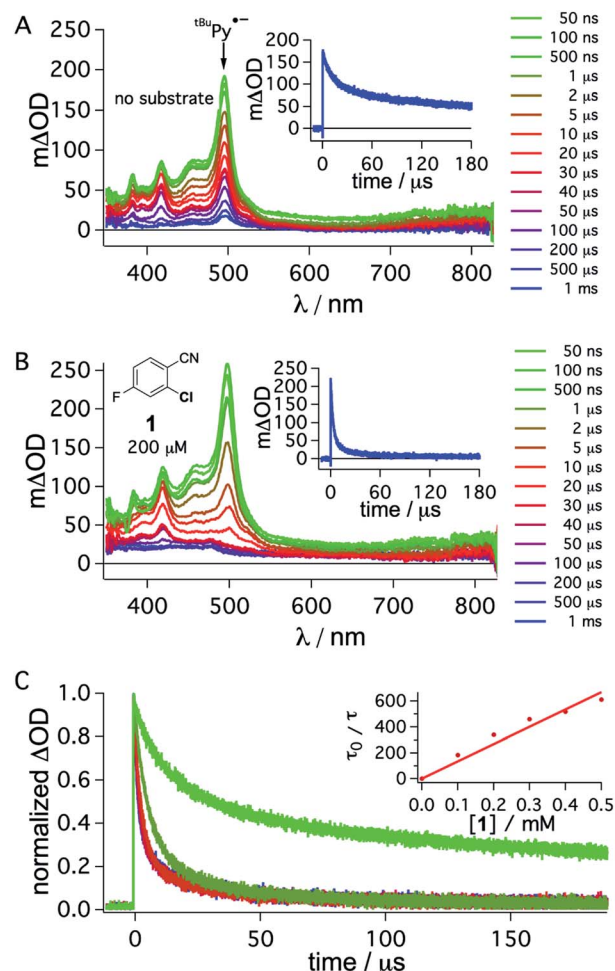 A
tBuPy•−
no substrate
mΔOD
250
200
150
100
50
0
400
500
600
700
800
λ / nm
mΔOD
200
150
100
50
0
0
60
120
180
time / μs
50 ns
100 ns
500 ns
1 μs
2 μs
5 μs
10 μs
20 μs
30 μs
40 μs
50 μs
100 μs
200 μs
500 μs
1 ms
B
CN
F
Cl
1
200 μM
mΔOD
250
200
150
100
50
0
400
500
600
700
800
λ / nm
mΔOD
250
200
150
100
50
0
0
60
120
180
time / μs
50 ns
100 ns
500 ns
1 μs
2 μs
5 μs
10 μs
20 μs
30 μs
40 μs
50 μs
100 μs
200 μs
500 μs
1 ms
C
normalized ΔOD
1.0
0.8
0.6
0.4
0.2
0.0
0
50
100
150
time / μs
τ0 / τ
600
400
200
0
0.0
0.1
0.2
0.3
0.4
0.5
[1] / mM